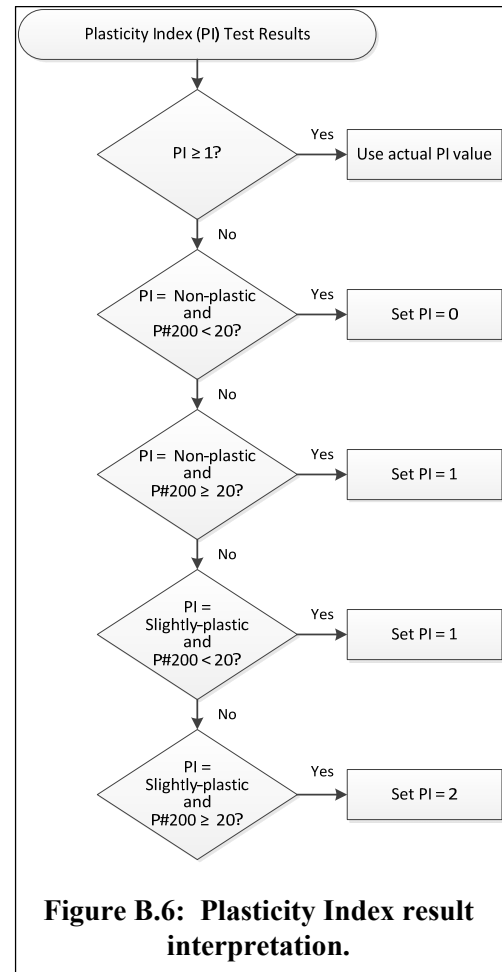 Plasticity Index (PI) Test Results
PI ≥ 1?
Yes
Use actual PI value
No
PI = Non-plastic
and
P#200 < 20?
Yes
Set PI = 0
No
PI = Non-plastic
and
P#200 ≥ 20?
Yes
Set PI = 1
No
PI =
Slightly-plastic
and
P#200 < 20?
Yes
Set PI = 1
No
PI =
Slightly-plastic
and
P#200 ≥ 20?
Yes
Set PI = 2
Figure B.6: Plasticity Index result
interpretation.